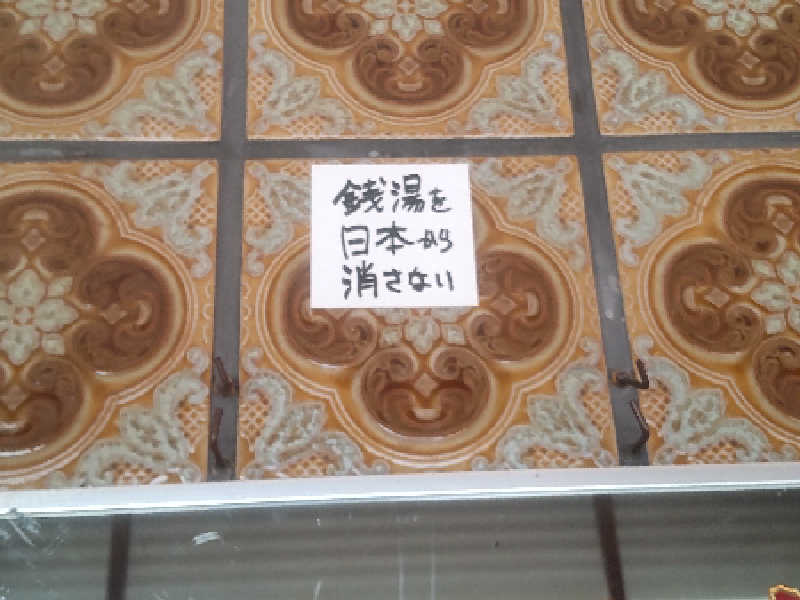 銭湯を
日本から
消さない